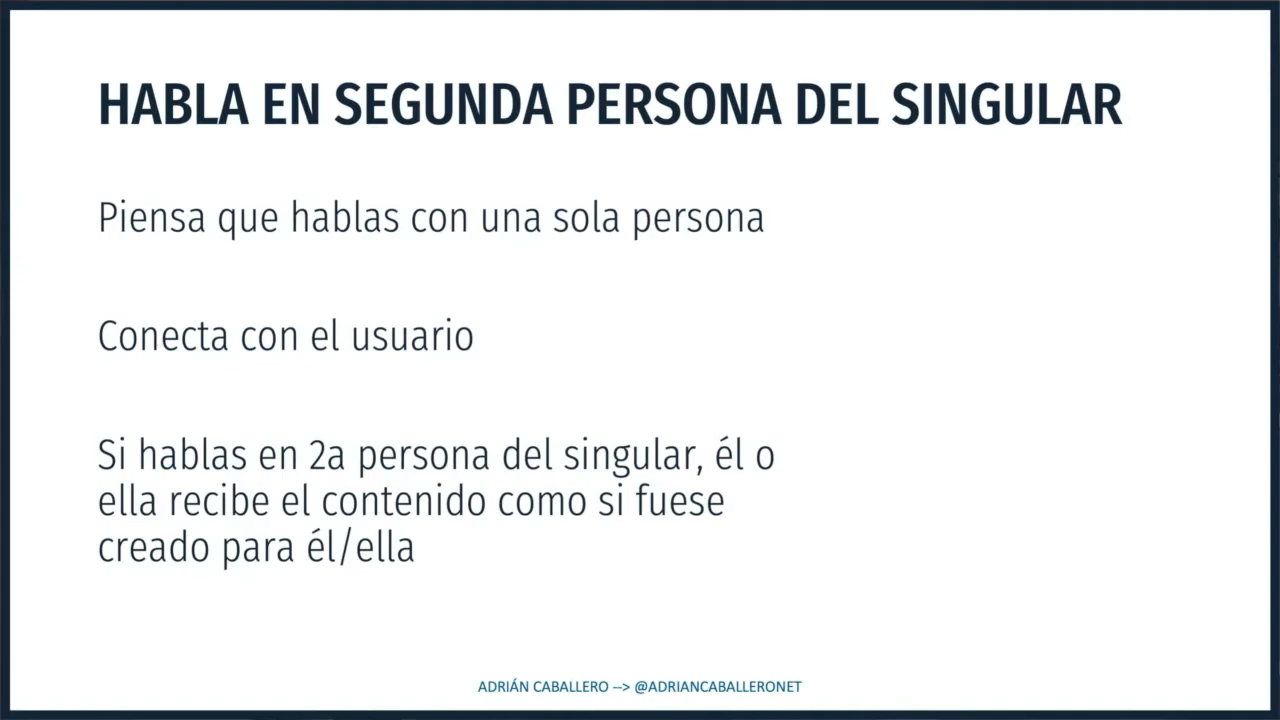 HABLA EN SEGUNDA PERSONA DEL SINGULAR
Piensa que hablas con una sola persona
Conecta con el usuario
Si hablas en 2a persona del singular, él o
ella recibe el contenido como si fuese
creado para él/ella
ADRIÁN CABALLERO --> @ADRIANCABALLERONET